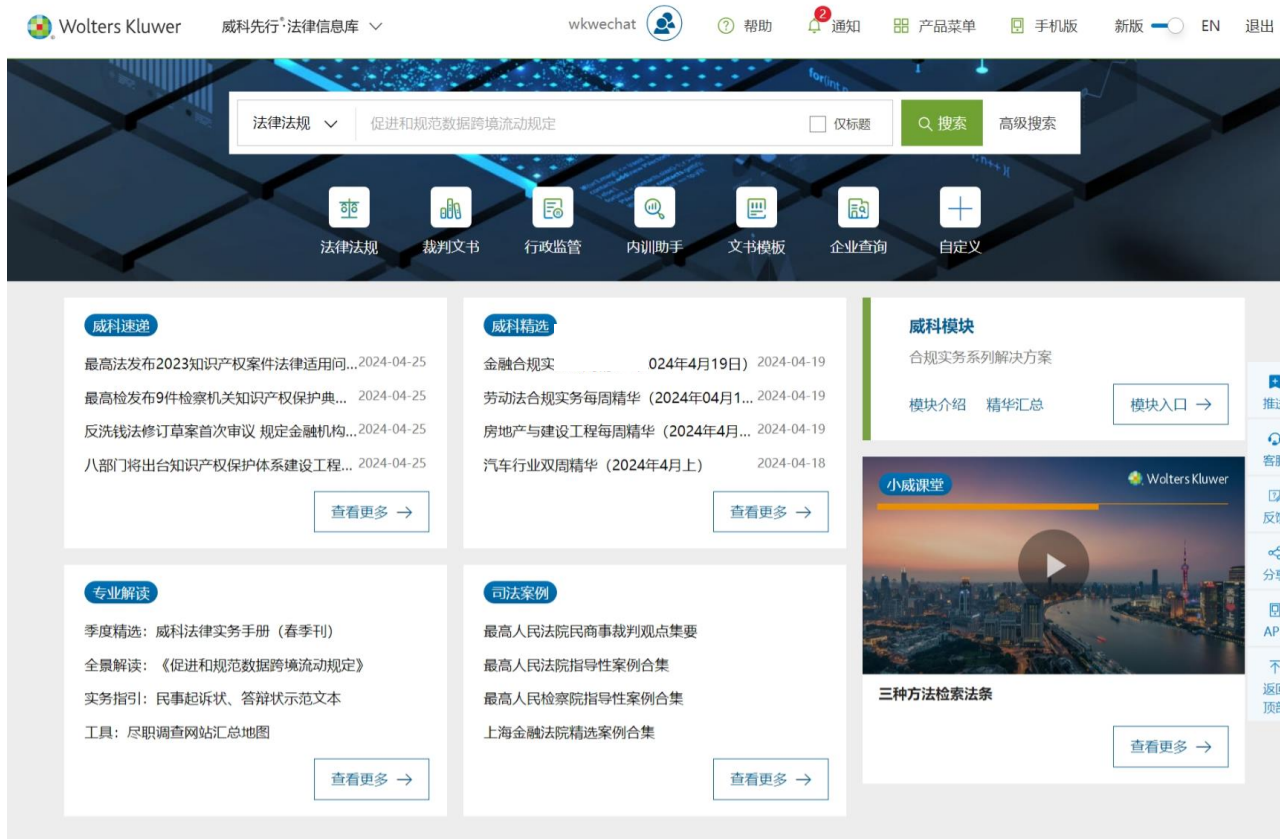 Wolters Kluwer 威科先行®·法律信息库 wkwechat 帮助 2 通知 产品菜单 手机版 新版 EN 退出
for(int
法律法规 促进和规范数据跨境流动规定 仅标题 搜索 高级搜索
法律法规 裁判文书 行政监管 内训助手 文书模板 企业查询 自定义
威科速递
最高法发布2023知识产权案件法律适用问... 2024-04-25
最高检发布9件检察机关知识产权保护典... 2024-04-25
反洗钱法修订草案首次审议 规定金融机构... 2024-04-25
八部门将出台知识产权保护体系建设工程... 2024-04-25
查看更多 →
威科精选
金融合规实 024年4月19日） 2024-04-19
劳动法合规实务每周精华（2024年04月1... 2024-04-19
房地产与建设工程每周精华（2024年4月... 2024-04-19
汽车行业双周精华（2024年4月上） 2024-04-18
查看更多 →
威科模块
合规实务系列解决方案
模块介绍 精华汇总 模块入口 →
专业解读
季度精选：威科法律实务手册（春季刊）
全景解读：《促进和规范数据跨境流动规定》
实务指引：民事起诉状、答辩状示范文本
工具：尽职调查网站汇总地图
查看更多 →
司法案例
最高人民法院民商事裁判观点集要
最高人民法院指导性案例合集
最高人民检察院指导性案例合集
上海金融法院精选案例合集
查看更多 →
小威课堂 Wolters Kluwer
三种方法检索法条
查看更多 →
AP
顶部